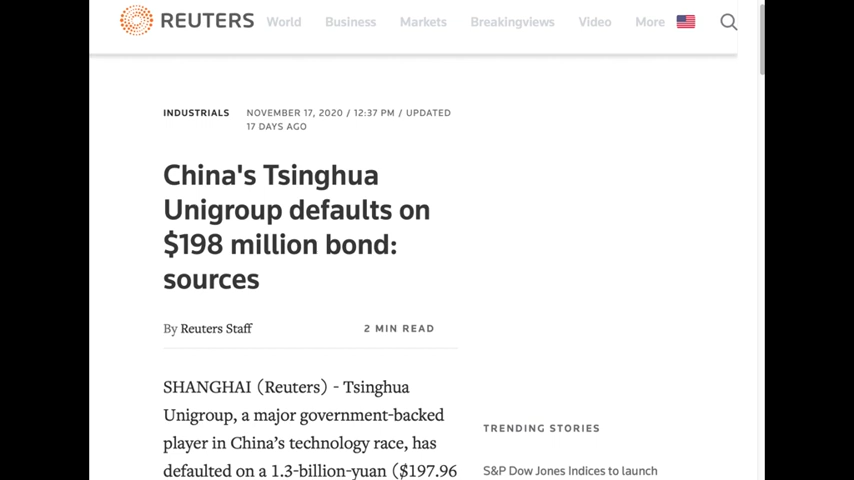 REUTERS World Business Markets Breakingviews Video More
INDUSTRIALS NOVEMBER 17, 2020 / 12:37 PM / UPDATED
17 DAYS AGO
China's Tsinghua
Unigroup defaults on
$198 million bond:
sources
By Reuters Staff 2 MIN READ
SHANGHAI (Reuters) - Tsinghua
Unigroup, a major government-backed
player in China’s technology race, has
defaulted on a 1.3-billion-yuan ($197.96
TRENDING STORIES
S&P Dow Jones Indices to launch